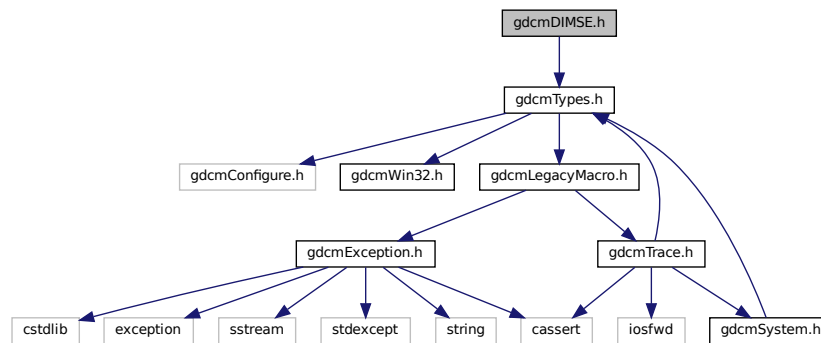 gdcmDIMSE.h
gdcmTypes.h
gdcmConfigure.h
gdcmWin32.h
gdcmLegacyMacro.h
gdcmException.h
gdcmTrace.h
cstdlib
exception
sstream
stdexcept
string
cassert
iosfwd
gdcmSystem.h